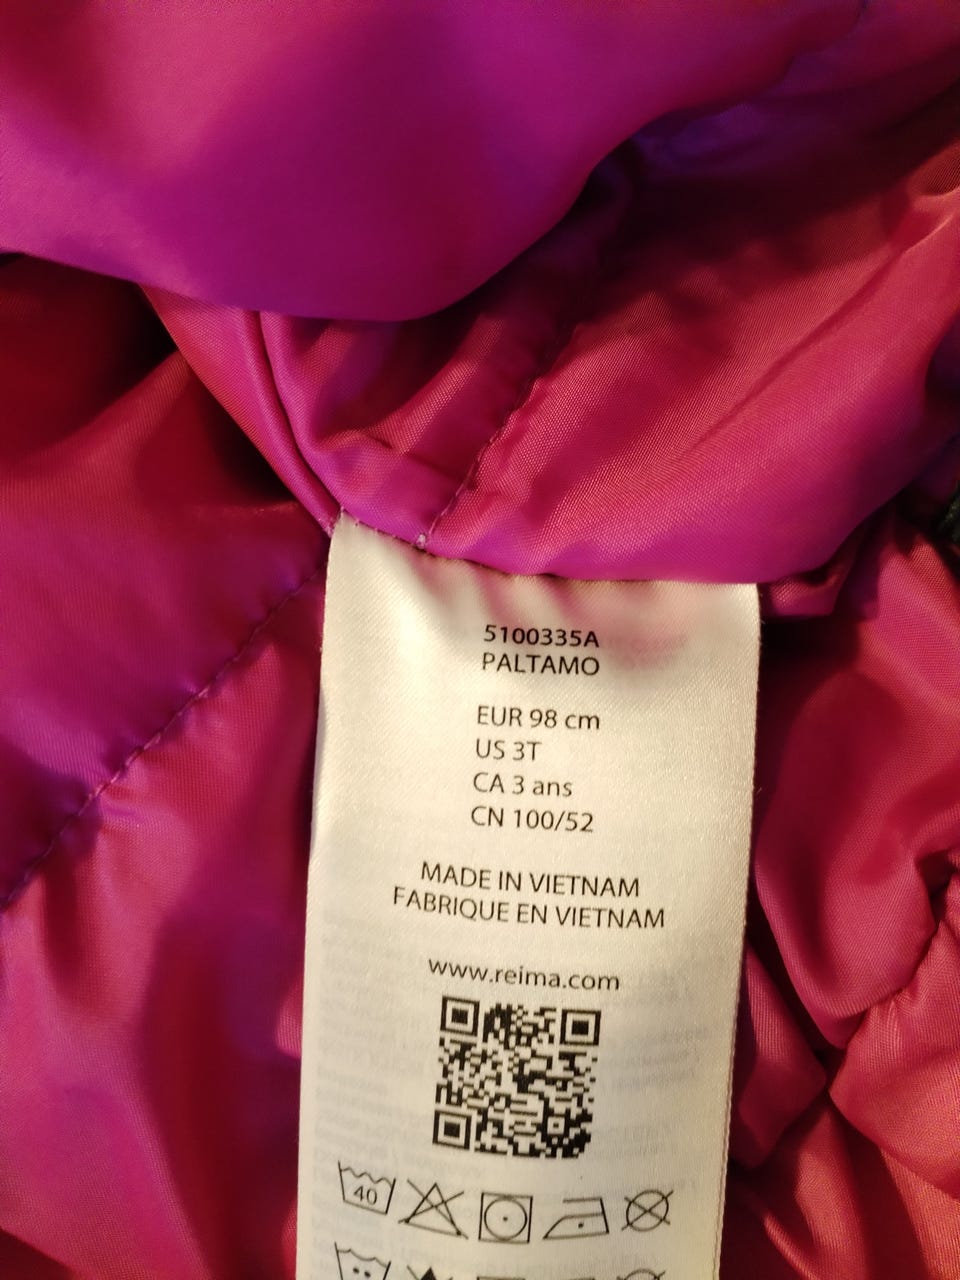 5100335A
PALTAMO
EUR 98 cm
US 3T
CA 3 ans
CN 100/52
MADE IN VIETNAM
FABRIQUE EN VIETNAM
www.reima.com
40